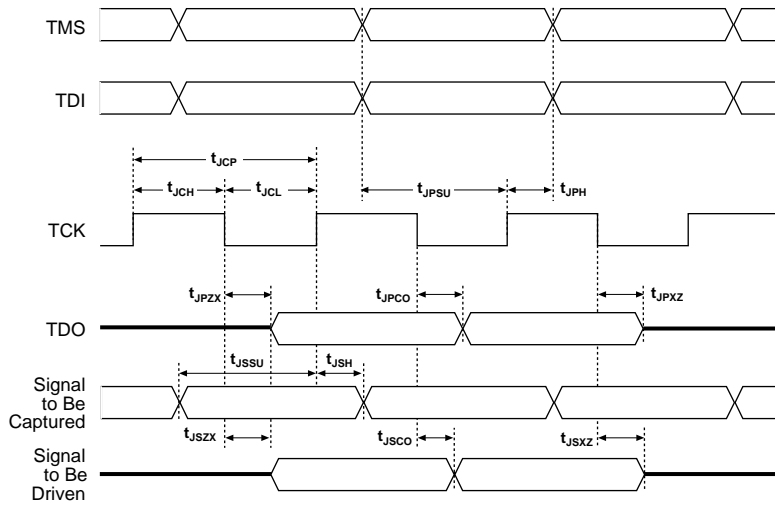 TMS
TDI
tJCP
tJCH
tJCL
tJPSU
tJPH
TCK
tJPZX
tJPCO
tJPXZ
TDO
tJSSU
tJSH
Signal
to Be
Captured
tJSZX
tJSCO
tJSXZ
Signal
to Be
Driven